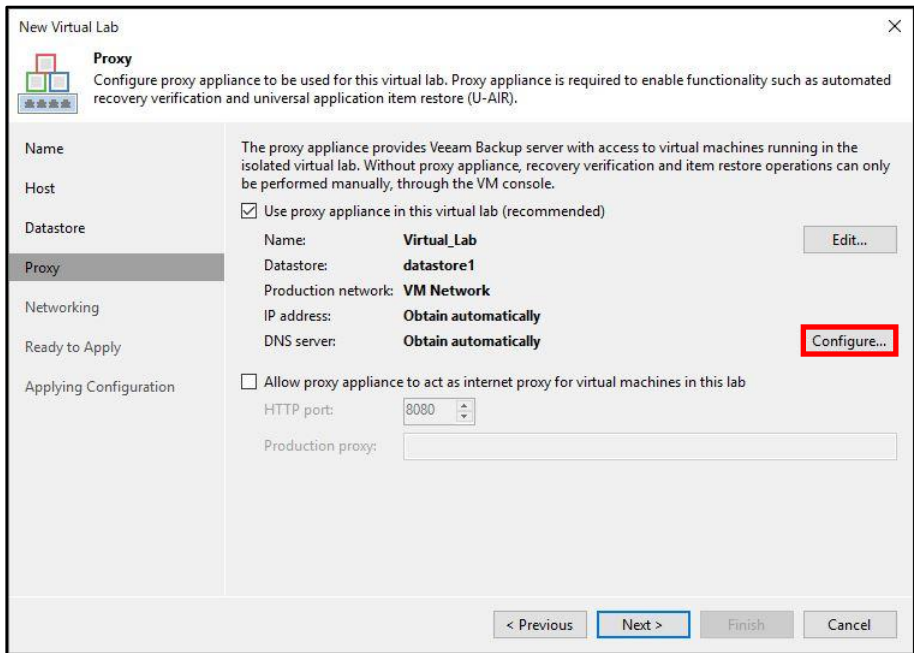 New Virtual Lab
Proxy
Configure proxy appliance to be used for this virtual lab. Proxy appliance is required to enable functionality such as automated
recovery verification and universal application item restore (U-AIR).
Name
Host
Datastore
Proxy
Networking
Ready to Apply
Applying Configuration
The proxy appliance provides Veeam Backup server with access to virtual machines running in the
isolated virtual lab. Without proxy appliance, recovery verification and item restore operations can only
be performed manually, through the VM console.
Use proxy appliance in this virtual lab (recommended)
Name: Virtual_Lab Edit...
Datastore: datastore1
Production network: VM Network
IP address: Obtain automatically
DNS server: Obtain automatically Configure...
Allow proxy appliance to act as internet proxy for virtual machines in this lab
HTTP port: 8080
Production proxy:
< Previous Next > Finish Cancel